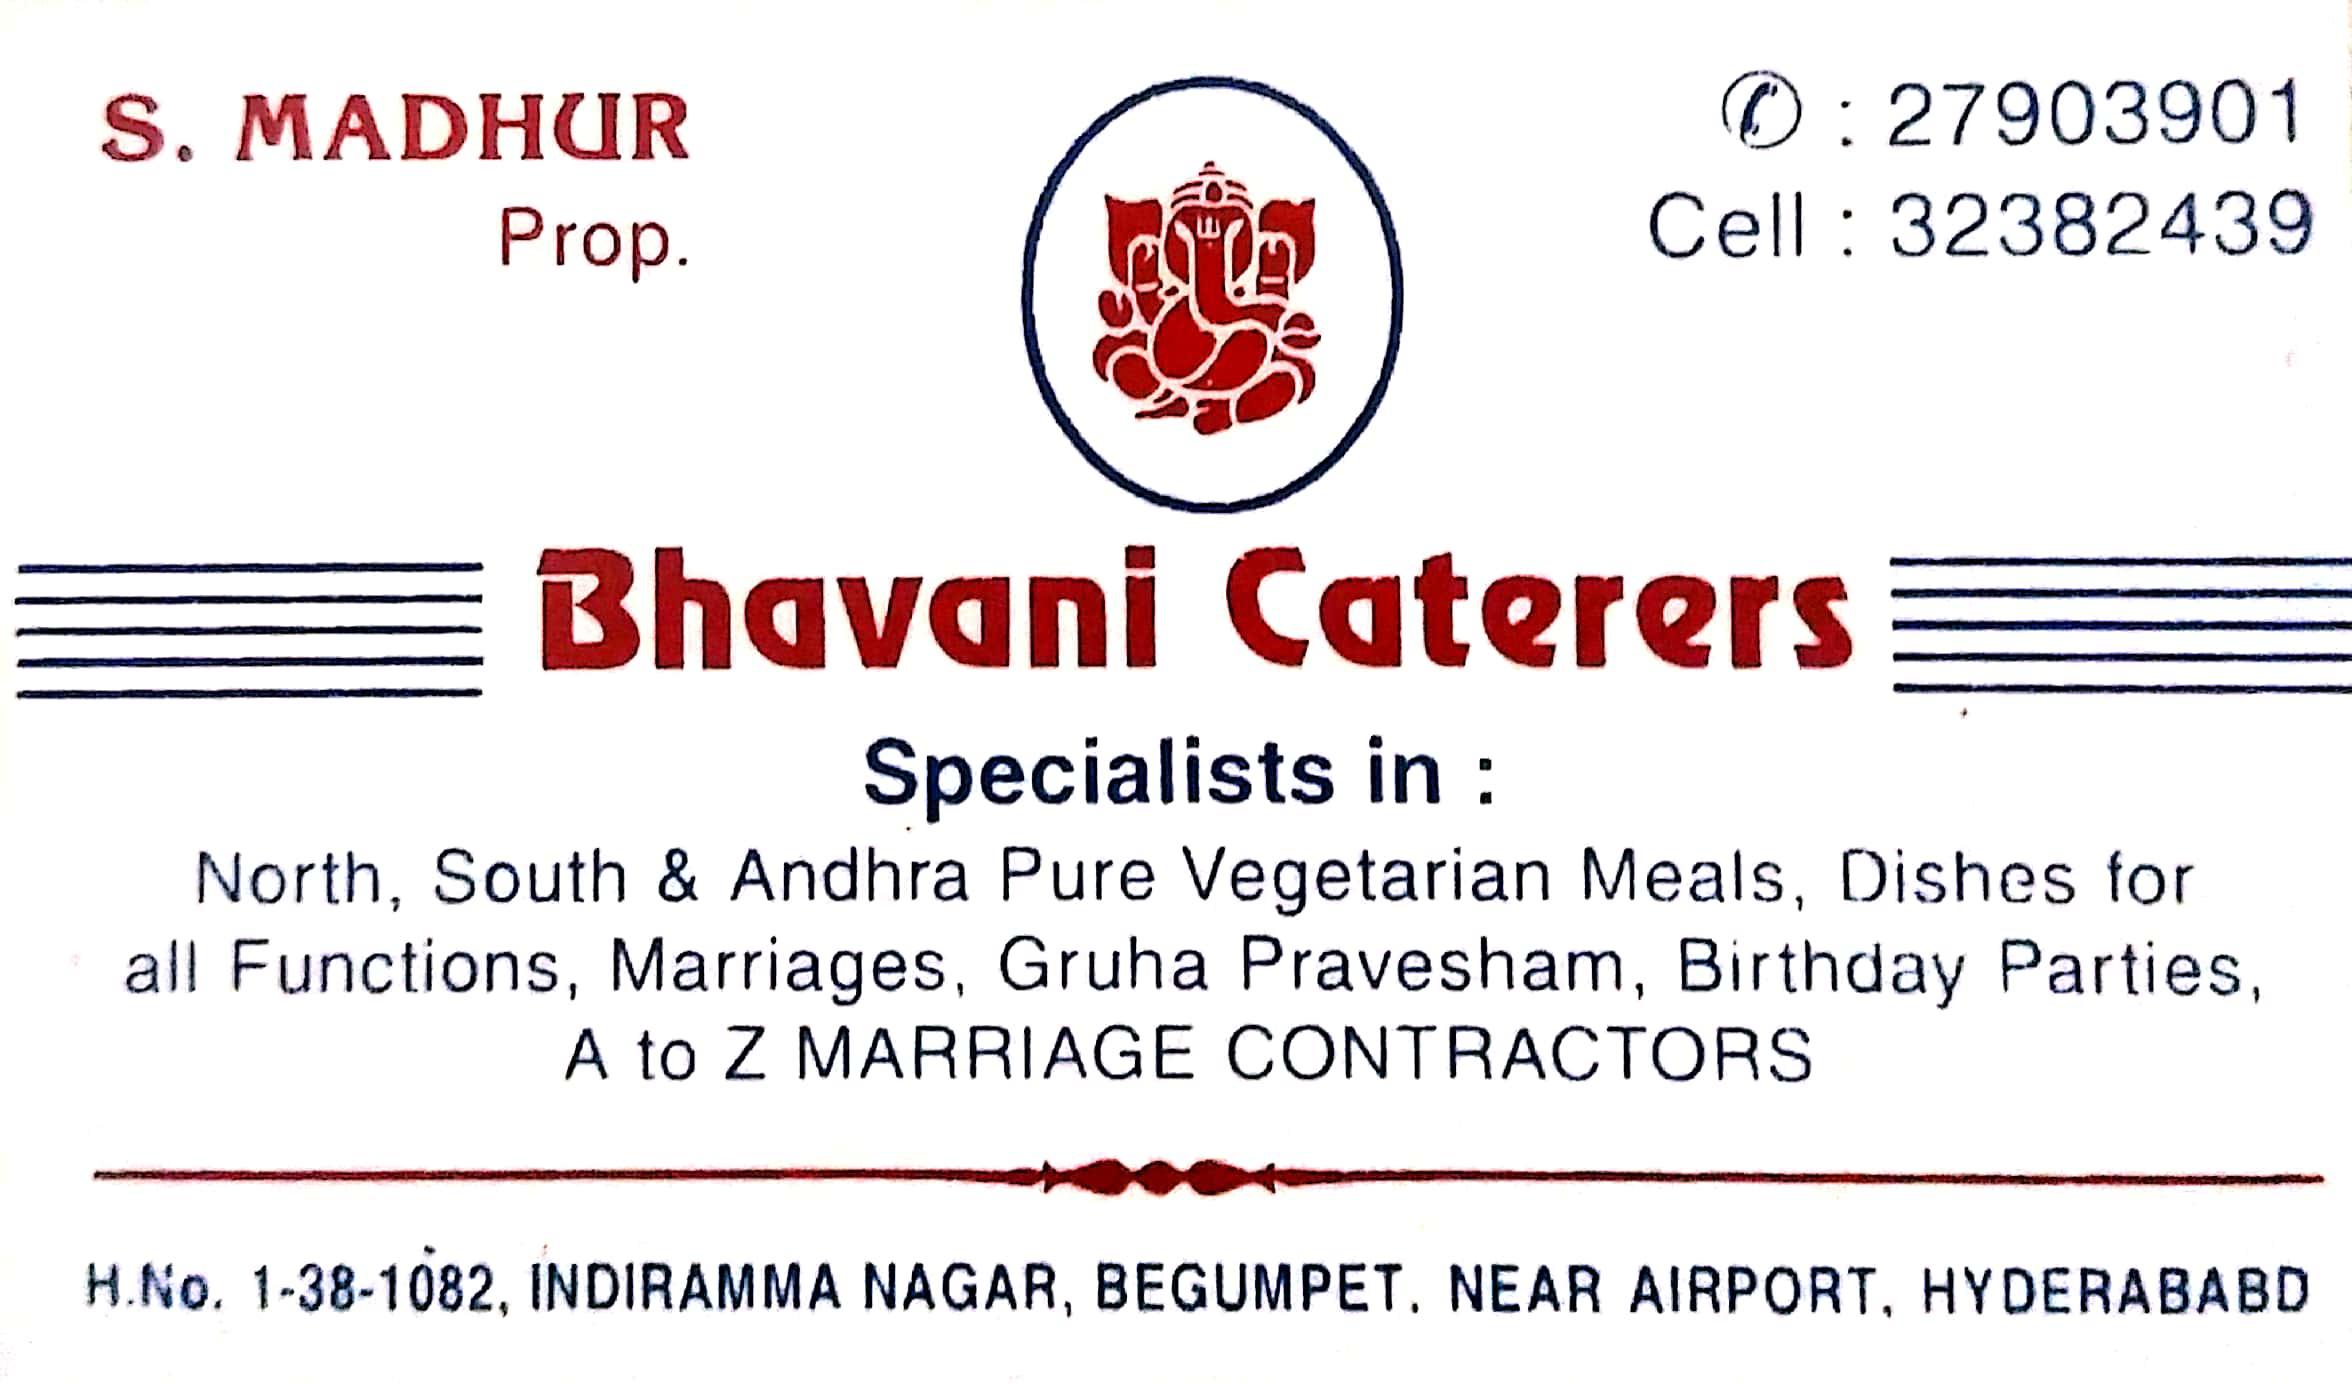 S. MADHUR
Prop.
✆ : 27903901
Cell : 32382439
Bhavani Caterers
Specialists in :
North, South & Andhra Pure Vegetarian Meals, Dishes for
all Functions, Marriages, Gruha Pravesham, Birthday Parties,
A to Z MARRIAGE CONTRACTORS
H.No. 1-38-1082, INDIRAMMA NAGAR, BEGUMPET. NEAR AIRPORT, HYDERABABD